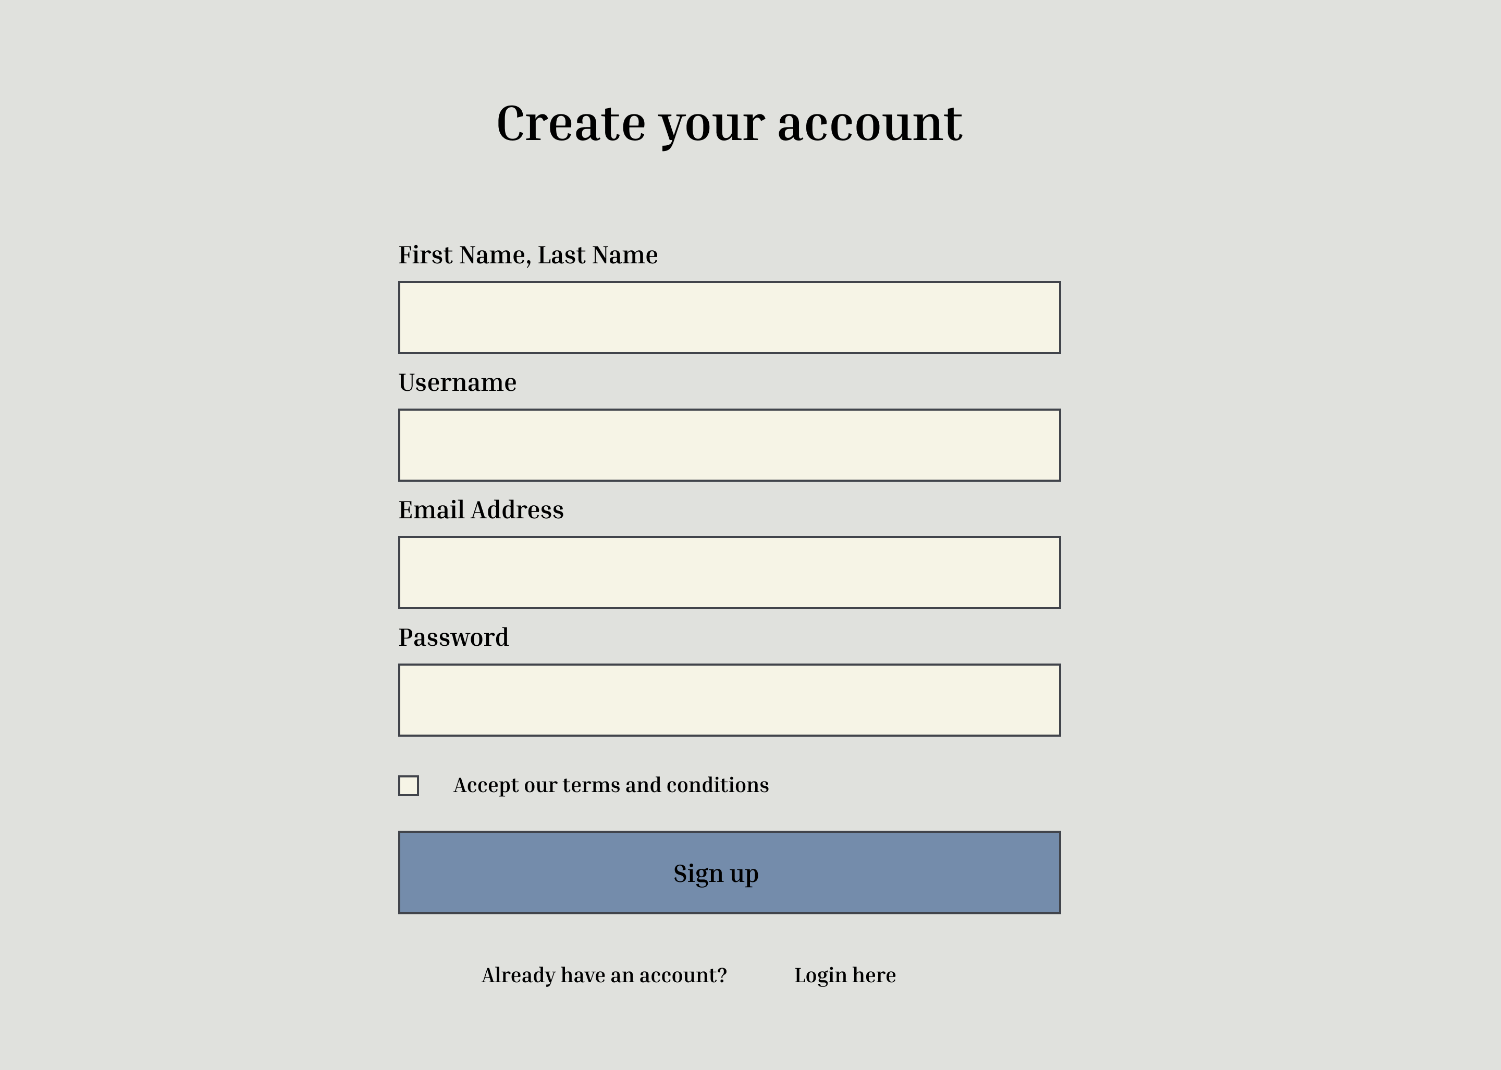 Create your account
First Name, Last Name
Username
Email Address
Password
Accept our terms and conditions
Sign up
Already have an account? Login here